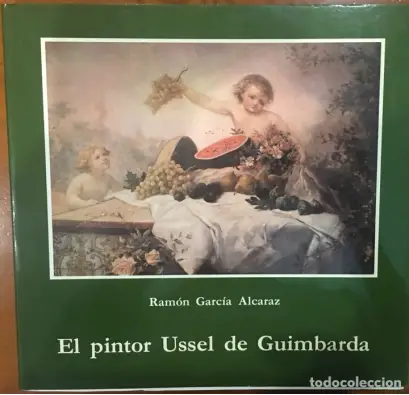 Ramón García Alcaraz
El pintor Ussel de Guimbarda
todocoleccion